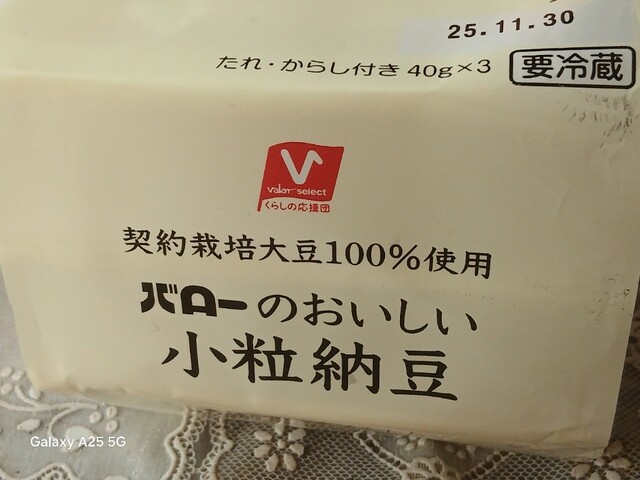 25.11.30
たれ・からし付き 40g×3 要冷蔵
V
Valor select
くらしの応援団
契約栽培大豆100%使用
バローのおいしい
小粒納豆
Galaxy A25 5G